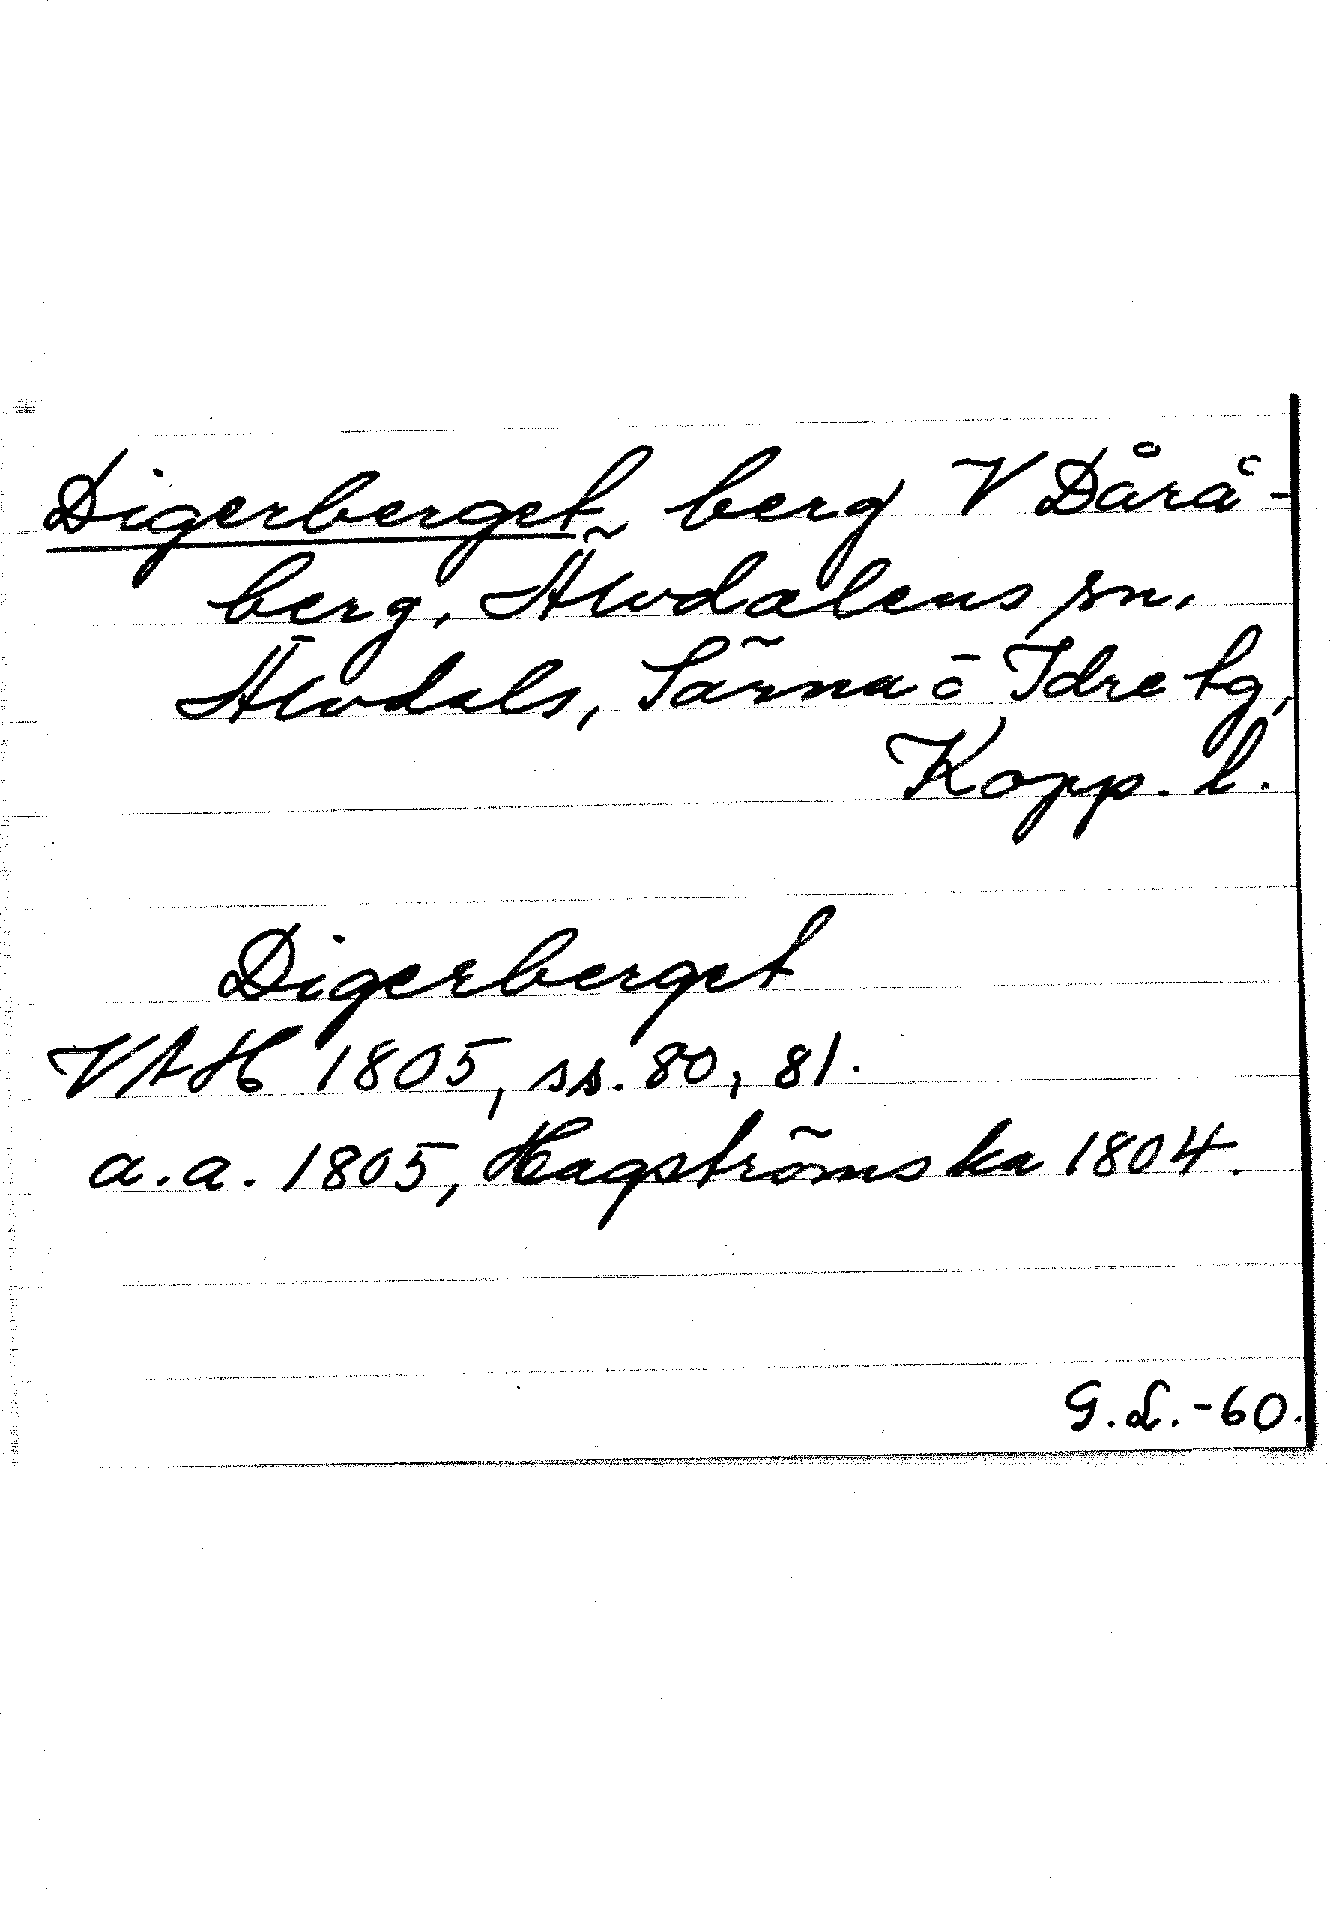 Digerberget, berg V Dårå-
berg, Älvdalens sn.
Älvdals, Särna o Idre tg,
Kopp. l.
Digerberget
VAH 1805, ss. 80, 81.
a.a. 1805, Hagströmska 1804.
G.L.-60.